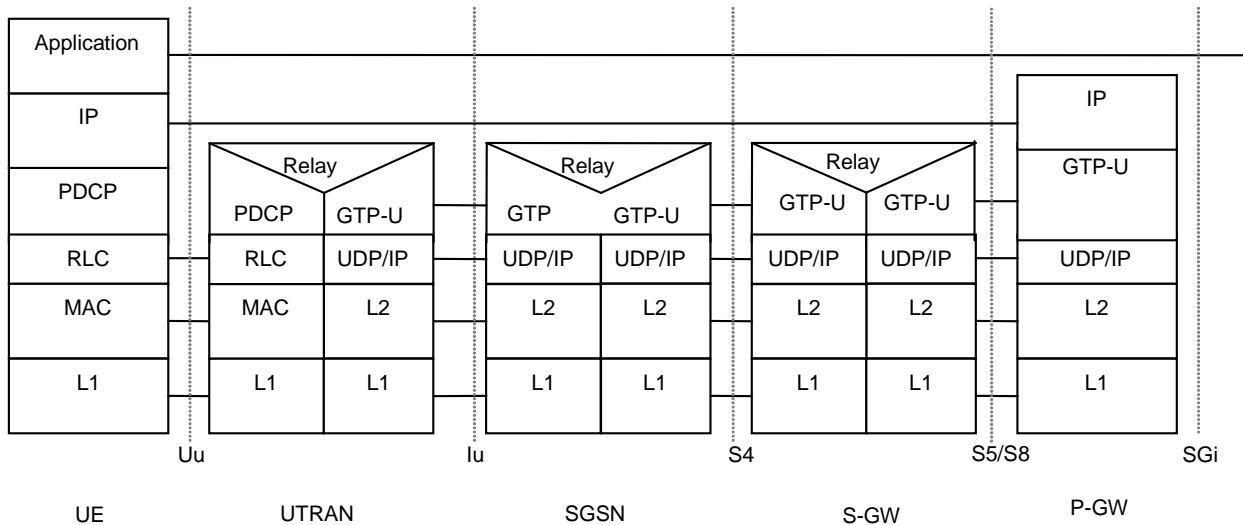 Application
IP
IP
Relay
Relay
Relay
PDCP
PDCP
GTP-U
GTP
GTP-U
GTP-U
GTP-U
GTP-U
RLC
RLC
UDP/IP
UDP/IP
UDP/IP
UDP/IP
UDP/IP
UDP/IP
MAC
MAC
L2
L2
L2
L2
L2
L2
L1
L1
L1
L1
L1
L1
L1
L1
Uu
Iu
S4
S5/S8
SGi
UE
UTRAN
SGSN
S-GW
P-GW